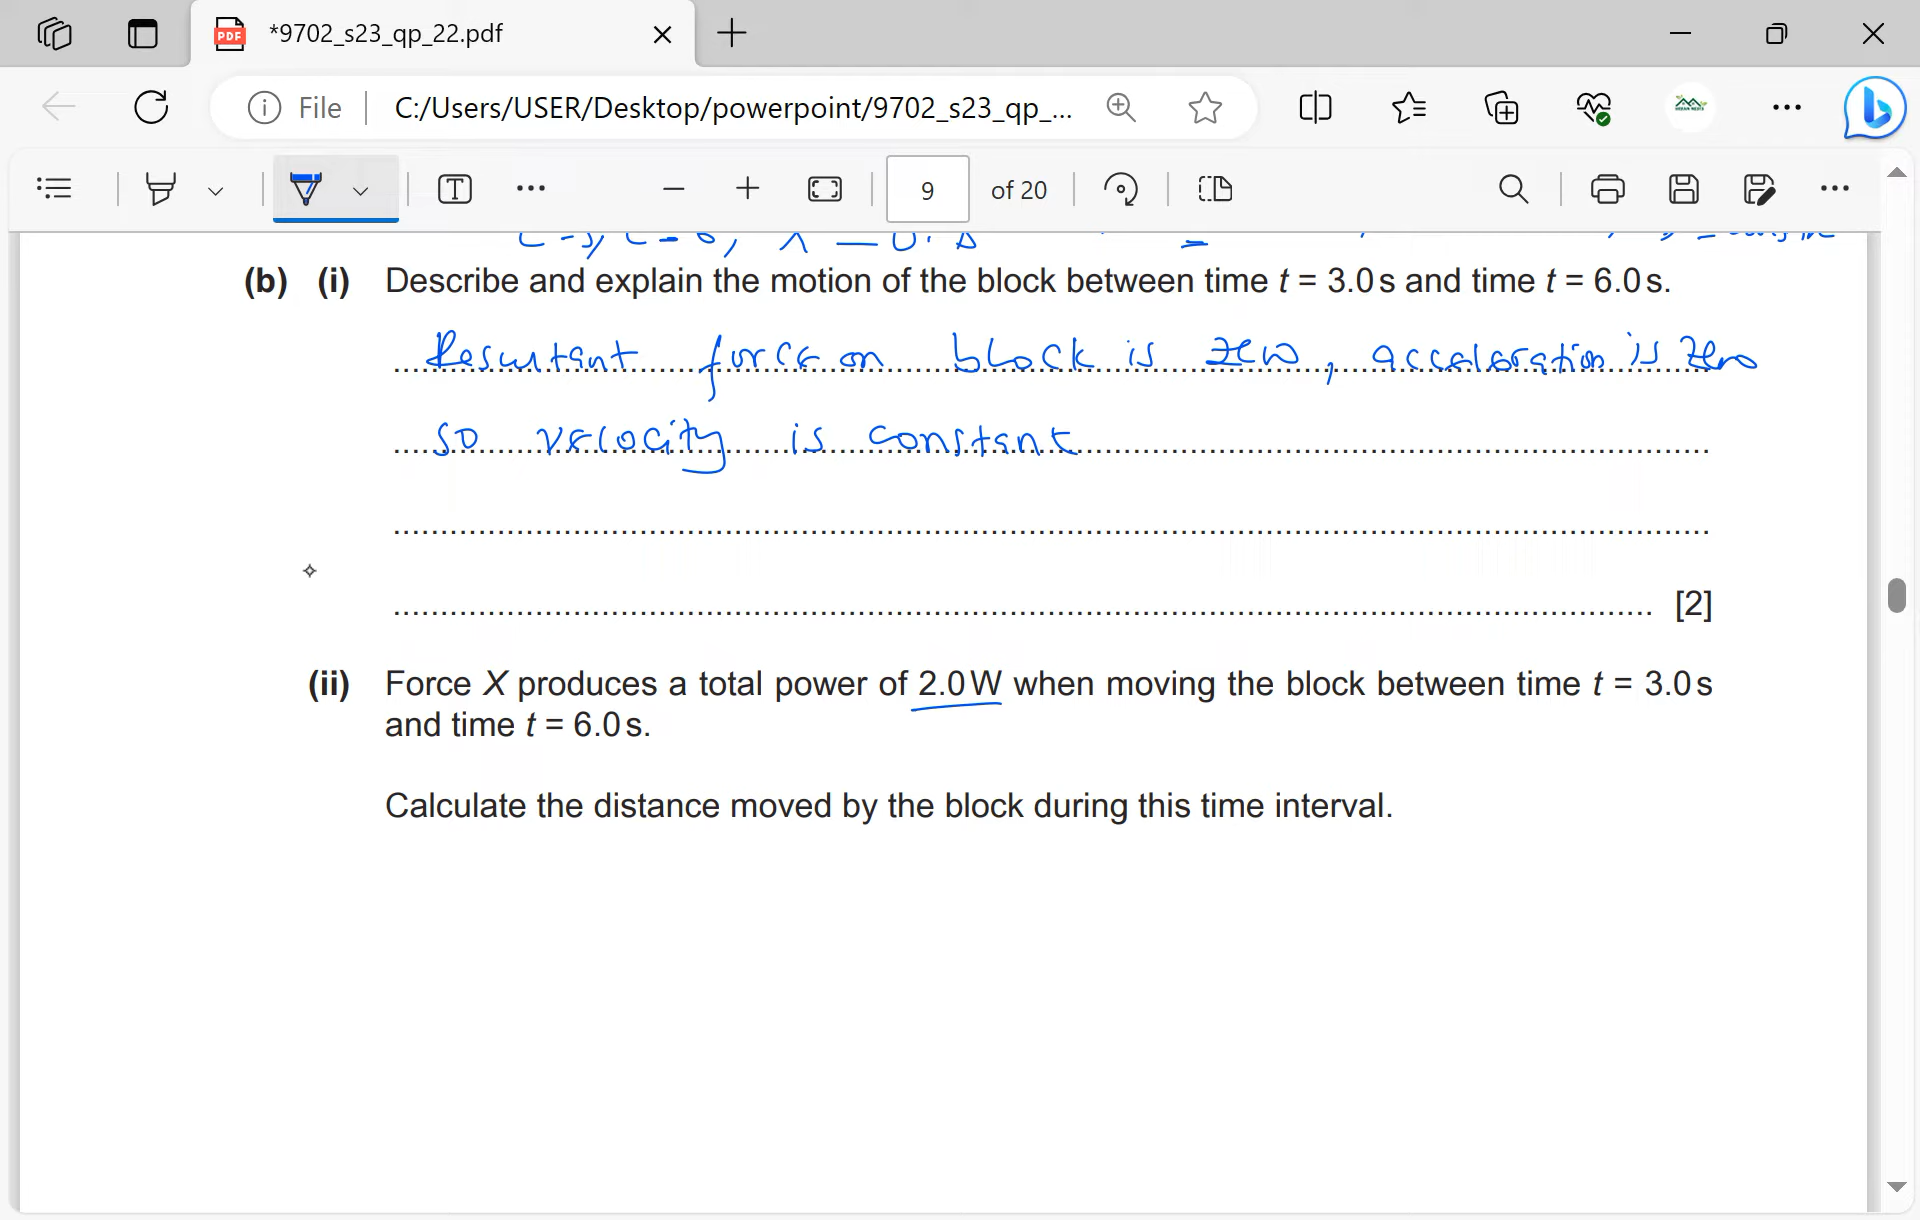 *9702_s23_qp_22.pdf
File
C:/Users/USER/Desktop/powerpoint/9702_s23_qp_...
9 of 20
(b) (i) Describe and explain the motion of the block between time t = 3.0 s and time t = 6.0 s.
Resultant force on block is zero, acceleration is zero
so velocity is constant
[2]
(ii) Force X produces a total power of 2.0 W when moving the block between time t = 3.0 s
and time t = 6.0 s.
Calculate the distance moved by the block during this time interval.